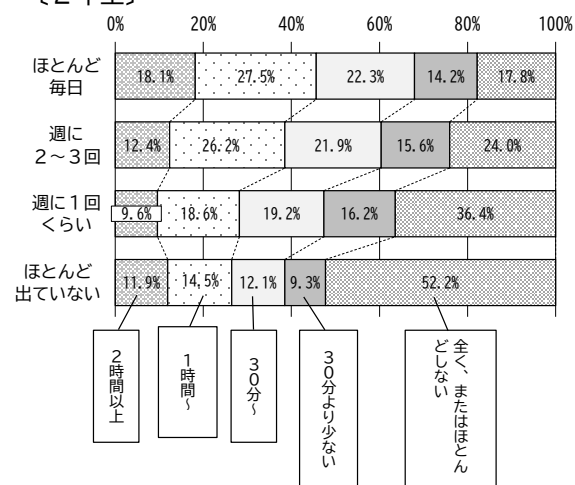 0% 20% 40% 60% 80% 100%
ほとんど
毎日
18.1% 27.5% 22.3% 14.2% 17.8%
週に
２～３回
12.4% 26.2% 21.9% 15.6% 24.0%
週に１回
くらい
9.6% 18.6% 19.2% 16.2% 36.4%
ほとんど
出ていない
11.9% 14.5% 12.1% 9.3% 52.2%
２時間以上
１時間～
３０分～
３０分より少ない
全く、またはほとん
どしない